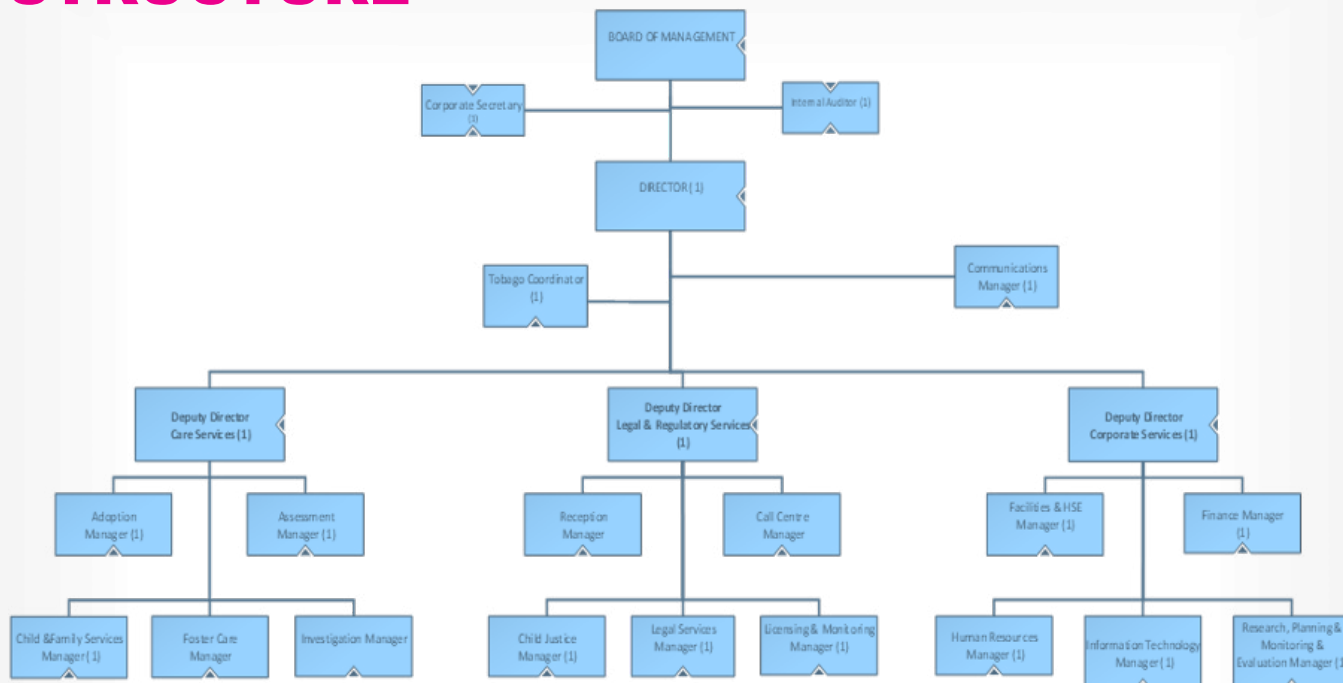 STRUCTURE
BOARD OF MANAGEMENT
Corporate Secretary
(1)
Internal Auditor (1)
DIRECTOR ( 1)
Tobago Coordinator
(1)
Communications
Manager (1)
Deputy Director
Care Services (1)
Deputy Director
Legal & Regulatory Services
(1)
Deputy Director
Corporate Services (1)
Adoption
Manager (1)
Assessment
Manager (1)
Reception
Manager
Call Centre
Manager
Facilities & HSE
Manager (1)
Finance Manager
(1)
Child &Family Services
Manager ( 1)
Foster Care
Manager
Investigation Manager
Child Justice
Manager (1)
Legal Services
Manager (1)
Licensing & Monitoring
Manager (1)
Human Resources
Manager (1)
Information Technology
Manager ( 1)
Research, Planning &
Monitoring &
Evaluation Manager (1